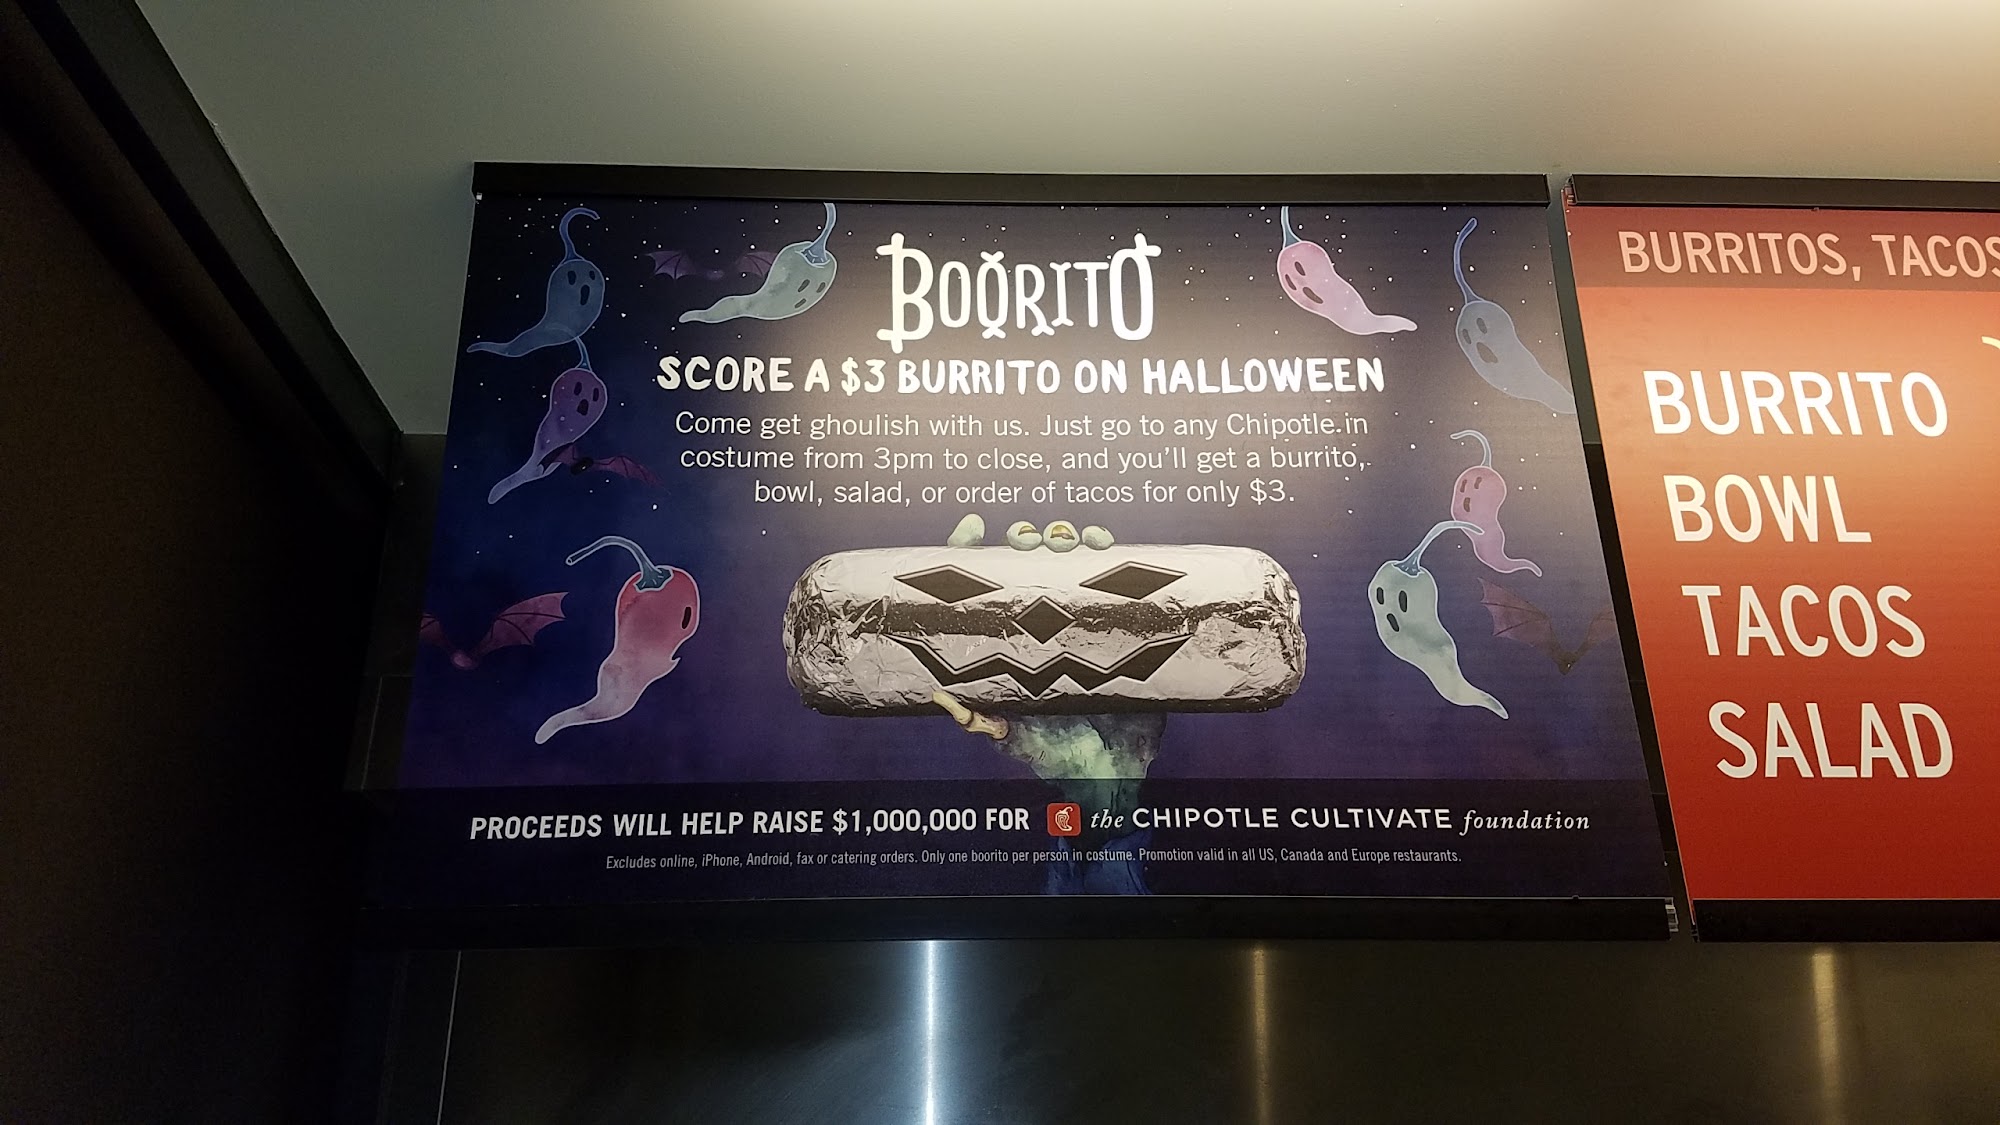 BOORITO
SCORE A $3 BURRITO ON HALLOWEEN
Come get ghoulish with us. Just go to any Chipotle in
costume from 3pm to close, and you'll get a burrito,
bowl, salad, or order of tacos for only $3.
PROCEEDS WILL HELP RAISE $1,000,000 FOR the CHIPOTLE CULTIVATE foundation
Excludes online, iPhone, Android, fax or catering orders. Only one boorito per person in costume. Promotion valid in all US, Canada and Europe restaurants.
BURRITOS, TACOS
BURRITO
BOWL
TACOS
SALAD